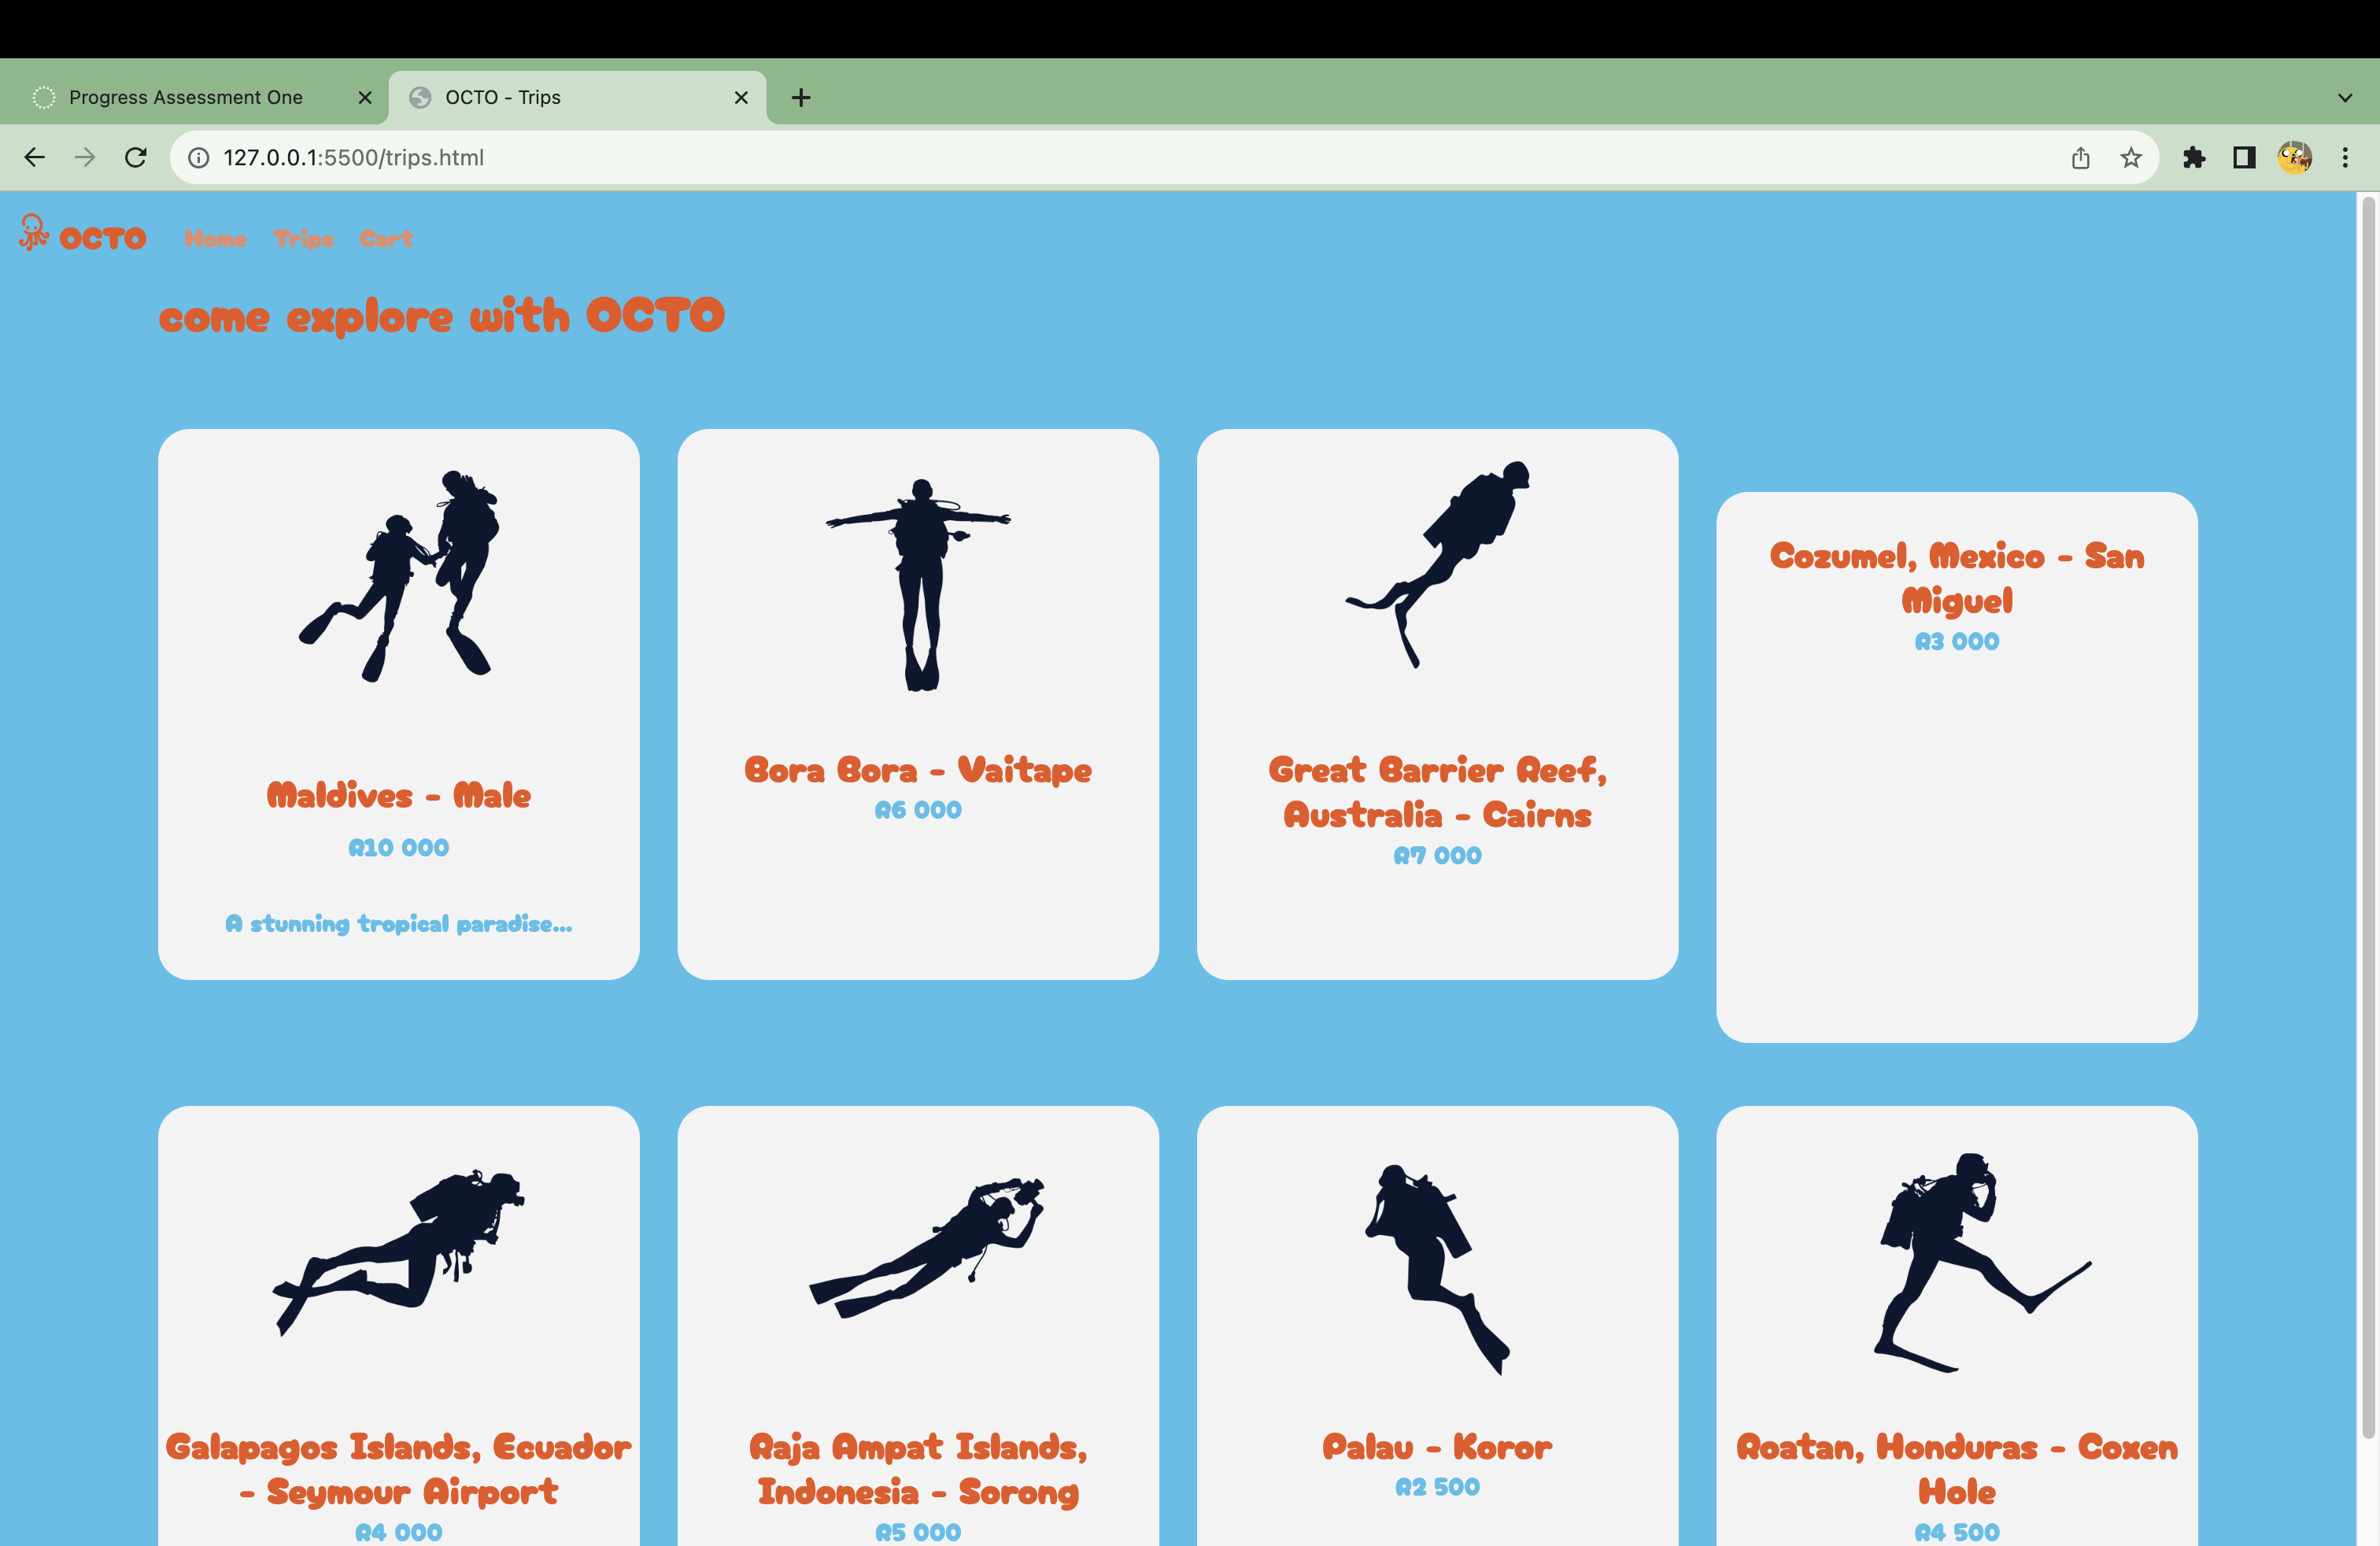 Progress Assessment One
OCTO - Trips
127.0.0.1:5500/trips.html
OCTO Home Trips Cart
come explore with OCTO
Maldives - Male
R10 000
A stunning tropical paradise...
Bora Bora - Vaitape
R6 000
Great Barrier Reef,
Australia - Cairns
R7 000
Cozumel, Mexico - San
Miguel
R3 000
Galapagos Islands, Ecuador
- Seymour Airport
R4 000
Raja Ampat Islands,
Indonesia - Sorong
R5 000
Palau - Koror
R2 500
Roatan, Honduras - Coxen
Hole
R4 500